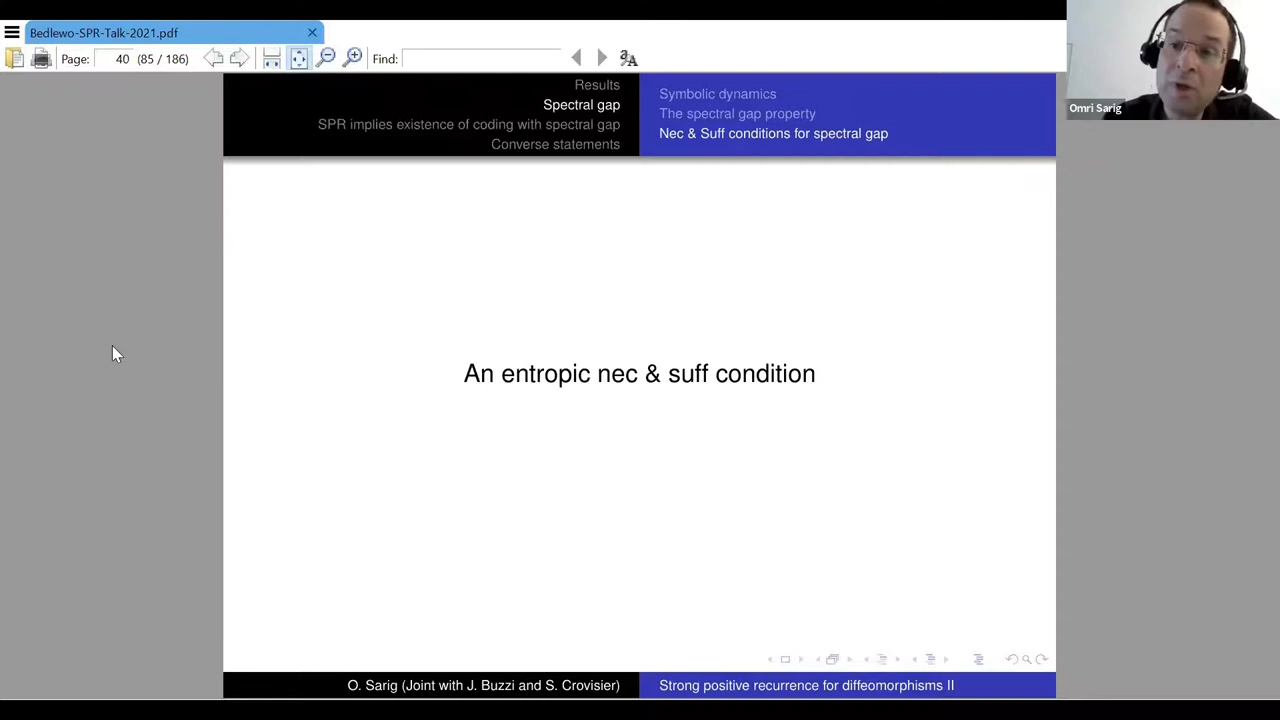 Bedlewo-SPR-Talk-2021.pdf
Page: 40 (85 / 186) Find:
Results
Spectral gap
SPR implies existence of coding with spectral gap
Converse statements
Symbolic dynamics
The spectral gap property
Nec & Suff conditions for spectral gap
Omri Sarig
An entropic nec & suff condition
O. Sarig (Joint with J. Buzzi and S. Crovisier)
Strong positive recurrence for diffeomorphisms II